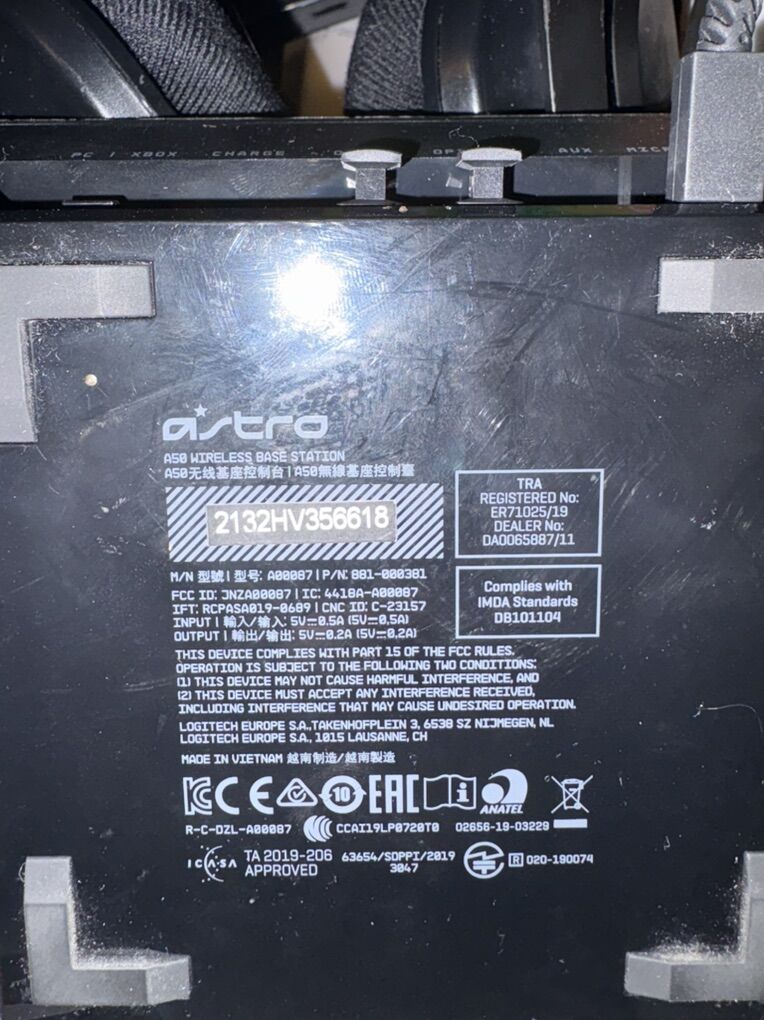 PC / XBOX CHARGE AUX
astro
A50 WIRELESS BASE STATION
A50无线基座控制台 | A50無線基座控制臺
2132HV356618
TRA
REGISTERED No:
ER71025/19
DEALER No:
DA0065887/11
M/N 型號 | 型号: A00087 | P/N: 881-000381
FCC ID: JNZA00087 | IC: 4418A-A00087
IFT: RCPASA019-0689 | CNC ID: C-23157
INPUT | 輸入/输入: 5V⎓0.5A (5V⎓0,5A)
OUTPUT | 輸出/输出: 5V⎓0.2A (5V⎓0,2A)
Complies with
IMDA Standards
DB101104
THIS DEVICE COMPLIES WITH PART 15 OF THE FCC RULES.
OPERATION IS SUBJECT TO THE FOLLOWING TWO CONDITIONS:
(1) THIS DEVICE MAY NOT CAUSE HARMFUL INTERFERENCE, AND
(2) THIS DEVICE MUST ACCEPT ANY INTERFERENCE RECEIVED,
INCLUDING INTERFERENCE THAT MAY CAUSE UNDESIRED OPERATION.
LOGITECH EUROPE S.A.,TAKENHOFPLEIN 3, 6538 SZ NIJMEGEN, NL
LOGITECH EUROPE S.A., 1015 LAUSANNE, CH
MADE IN VIETNAM 越南制造/越南製造
KC CE 10 EAC i ANATEL
R-C-DZL-A00087 CCAI19LP0720T0 02656-19-03229
ICASA TA 2019-206 APPROVED
63654/SDPPI/2019
3047
R 020-190074